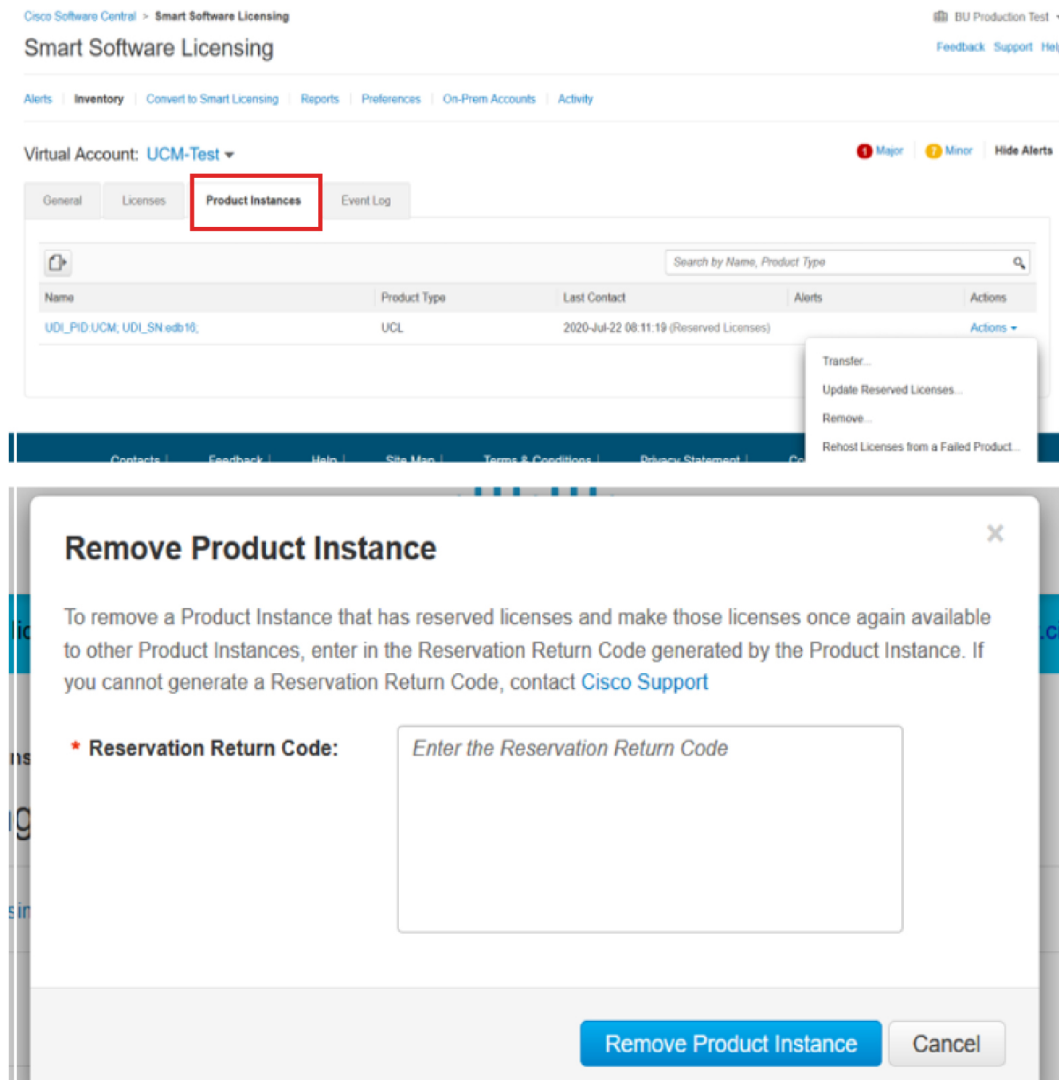 Cisco Software Central > Smart Software Licensing
BU Production Test
Smart Software Licensing
Feedback Support Help
Alerts Inventory Convert to Smart Licensing Reports Preferences On-Prem Accounts Activity
Virtual Account: UCM-Test
1 Major Minor Hide Alerts
General Licenses Product Instances Event Log
Search by Name, Product Type
Name Product Type Last Contact Alerts Actions
UDI_PID:UCM; UDI_SN:edb16; UCL 2020-Jul-22 08:11:19 (Reserved Licenses) Actions
Transfer...
Update Reserved Licenses...
Remove...
Rehost Licenses from a Failed Product...
Contacts | Feedback | Help | Site Map | Terms & Conditions | Privacy Statement |
Remove Product Instance
×
To remove a Product Instance that has reserved licenses and make those licenses once again available
to other Product Instances, enter in the Reservation Return Code generated by the Product Instance. If
you cannot generate a Reservation Return Code, contact Cisco Support
* Reservation Return Code:
Enter the Reservation Return Code
Remove Product Instance Cancel